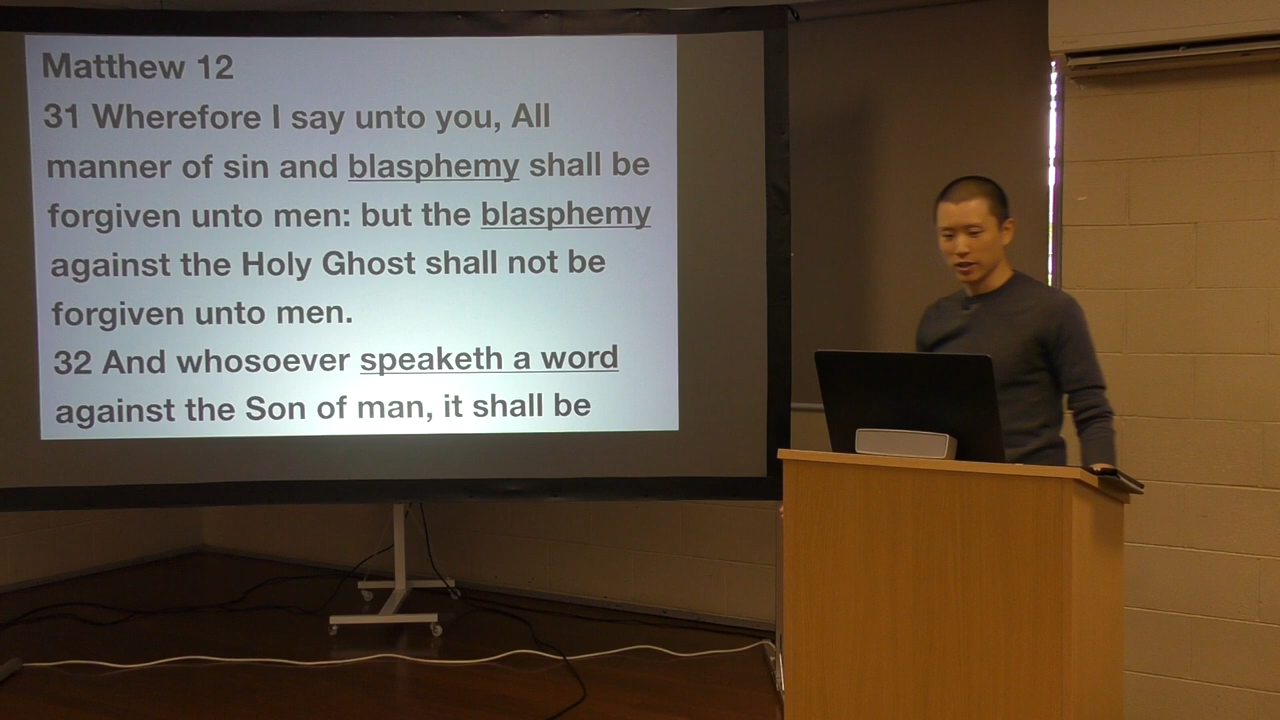 Matthew 12
31 Wherefore I say unto you, All
manner of sin and blasphemy shall be
forgiven unto men: but the blasphemy
against the Holy Ghost shall not be
forgiven unto men.
32 And whosoever speaketh a word
against the Son of man, it shall be